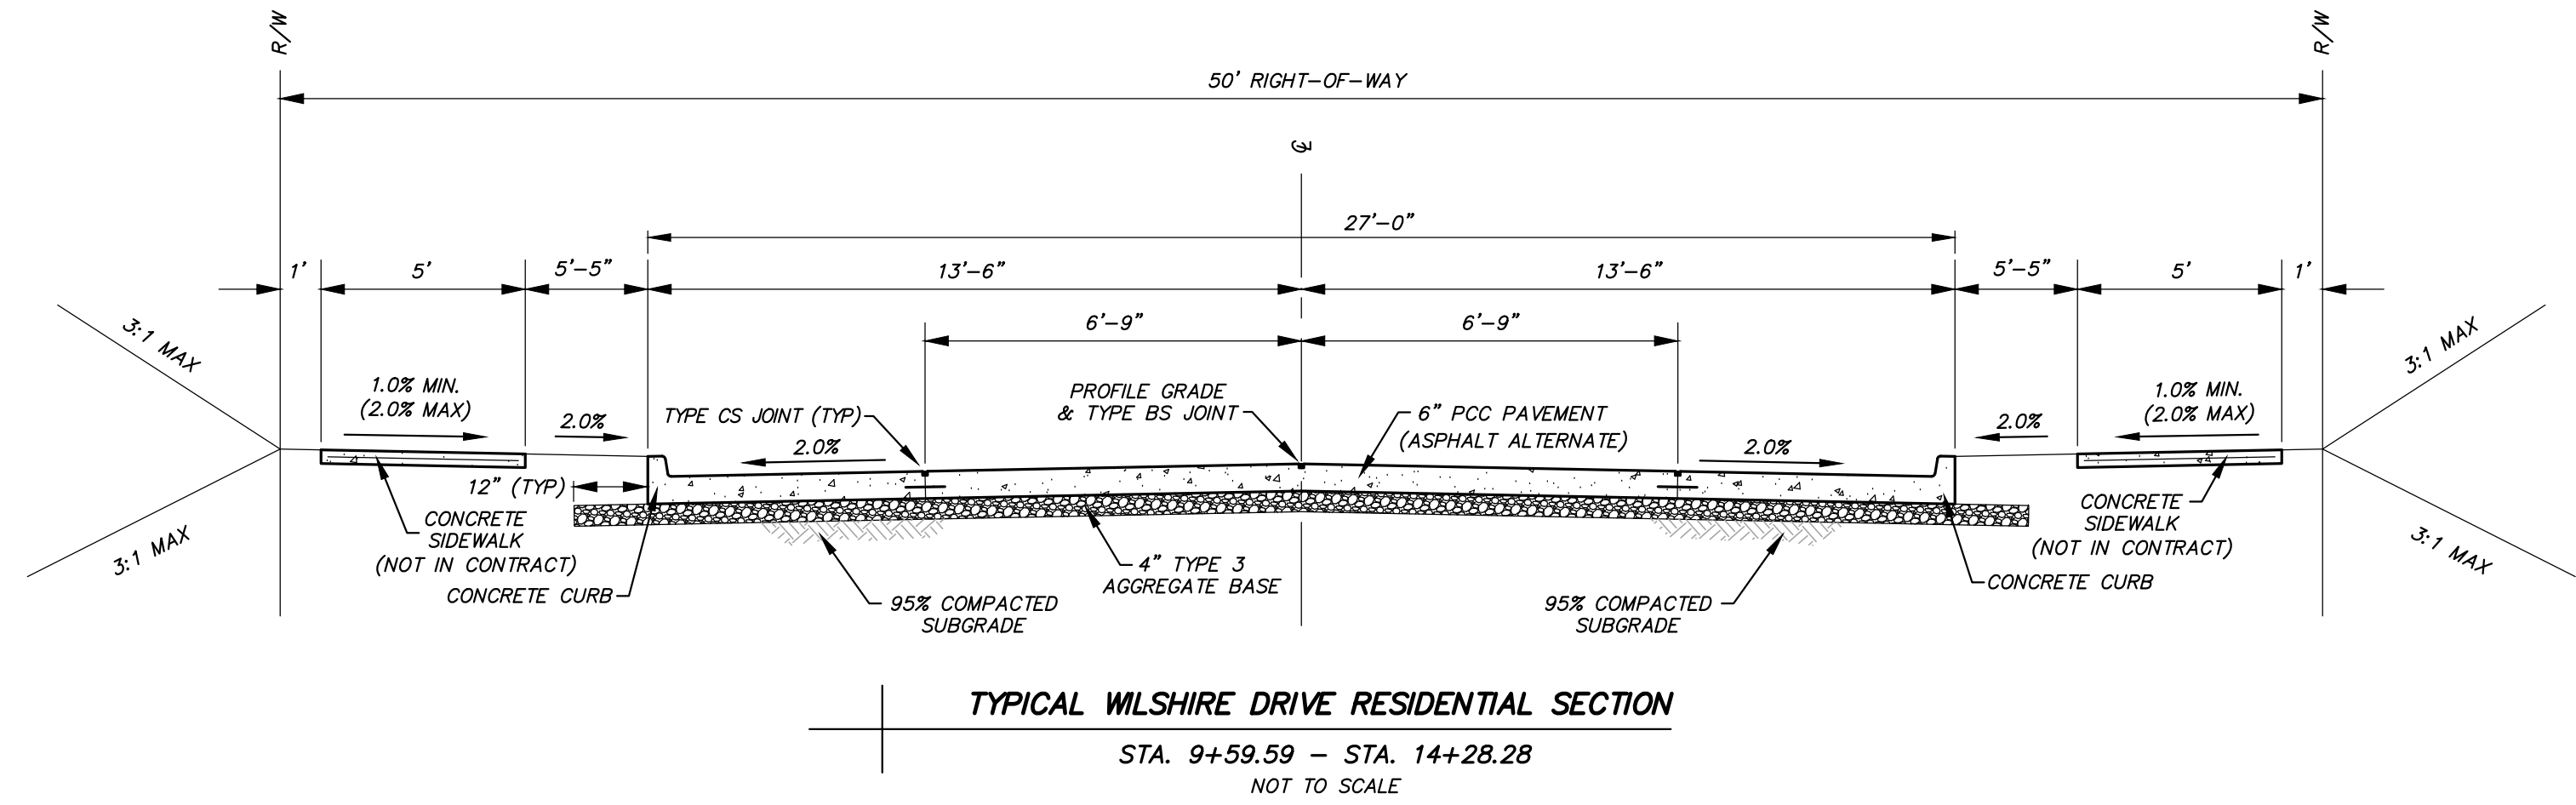 R/W
R/W
50' RIGHT-OF-WAY
℄
27'-0"
1'
5'
5'-5"
13'-6"
13'-6"
5'-5"
5'
1'
6'-9"
6'-9"
3:1 MAX
3:1 MAX
1.0% MIN.
(2.0% MAX)
2.0%
TYPE CS JOINT (TYP)
2.0%
PROFILE GRADE
& TYPE BS JOINT
6" PCC PAVEMENT
(ASPHALT ALTERNATE)
2.0%
2.0%
1.0% MIN.
(2.0% MAX)
12" (TYP)
CONCRETE
SIDEWALK
(NOT IN CONTRACT)
CONCRETE CURB
3:1 MAX
95% COMPACTED
SUBGRADE
4" TYPE 3
AGGREGATE BASE
95% COMPACTED
SUBGRADE
CONCRETE
SIDEWALK
(NOT IN CONTRACT)
CONCRETE CURB
3:1 MAX
TYPICAL WILSHIRE DRIVE RESIDENTIAL SECTION
STA. 9+59.59 - STA. 14+28.28
NOT TO SCALE